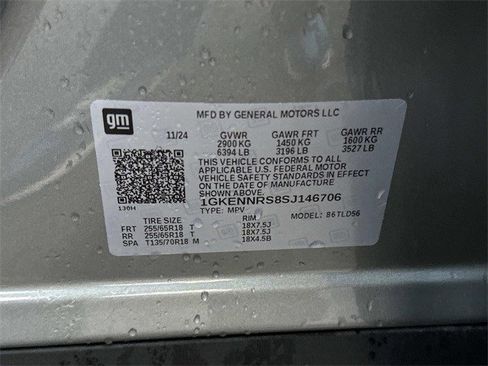 gm
MFD BY GENERAL MOTORS LLC
11/24 GVWR GAWR FRT GAWR RR
2900 KG 1450 KG 1600 KG
6394 LB 3196 LB 3527 LB
THIS VEHICLE CONFORMS TO ALL
APPLICABLE U.S. FEDERAL MOTOR
VEHICLE SAFETY STANDARDS IN EFFECT
ON THE DATE OF MANUFACTURE
SHOWN ABOVE.
1GKENNRS8SJ146706
130H TYPE: MPV
MODEL: 86TLD56
TIRE SIZE RIM
FRT 255/65R18 T 18X7.5J
RR 255/65R18 T 18X7.5J
SPA T135/70R18 M 18X4.5B